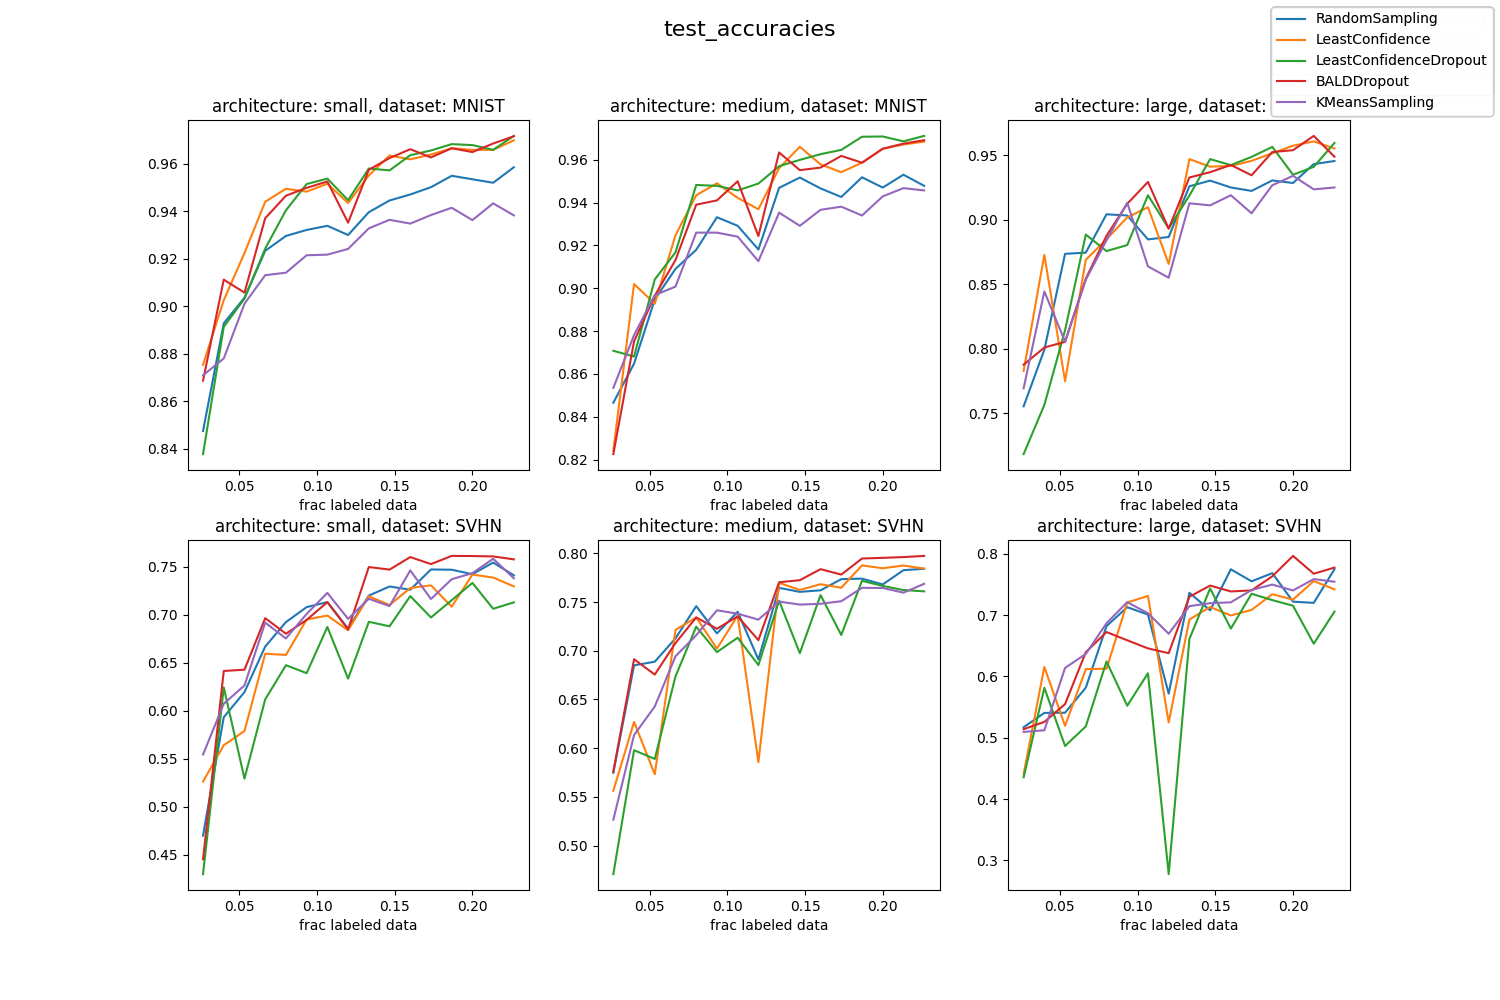 test_accuracies
RandomSampling
LeastConfidence
LeastConfidenceDropout
BALDDropout
KMeansSampling
architecture: small, dataset: MNIST
0.96
0.94
0.92
0.90
0.88
0.86
0.84
0.05 0.10 0.15 0.20
frac labeled data
architecture: medium, dataset: MNIST
0.96
0.94
0.92
0.90
0.88
0.86
0.84
0.82
0.05 0.10 0.15 0.20
frac labeled data
architecture: large, dataset:
0.95
0.90
0.85
0.80
0.75
0.05 0.10 0.15 0.20
frac labeled data
architecture: small, dataset: SVHN
0.75
0.70
0.65
0.60
0.55
0.50
0.45
0.05 0.10 0.15 0.20
frac labeled data
architecture: medium, dataset: SVHN
0.80
0.75
0.70
0.65
0.60
0.55
0.50
0.05 0.10 0.15 0.20
frac labeled data
architecture: large, dataset: SVHN
0.8
0.7
0.6
0.5
0.4
0.3
0.05 0.10 0.15 0.20
frac labeled data